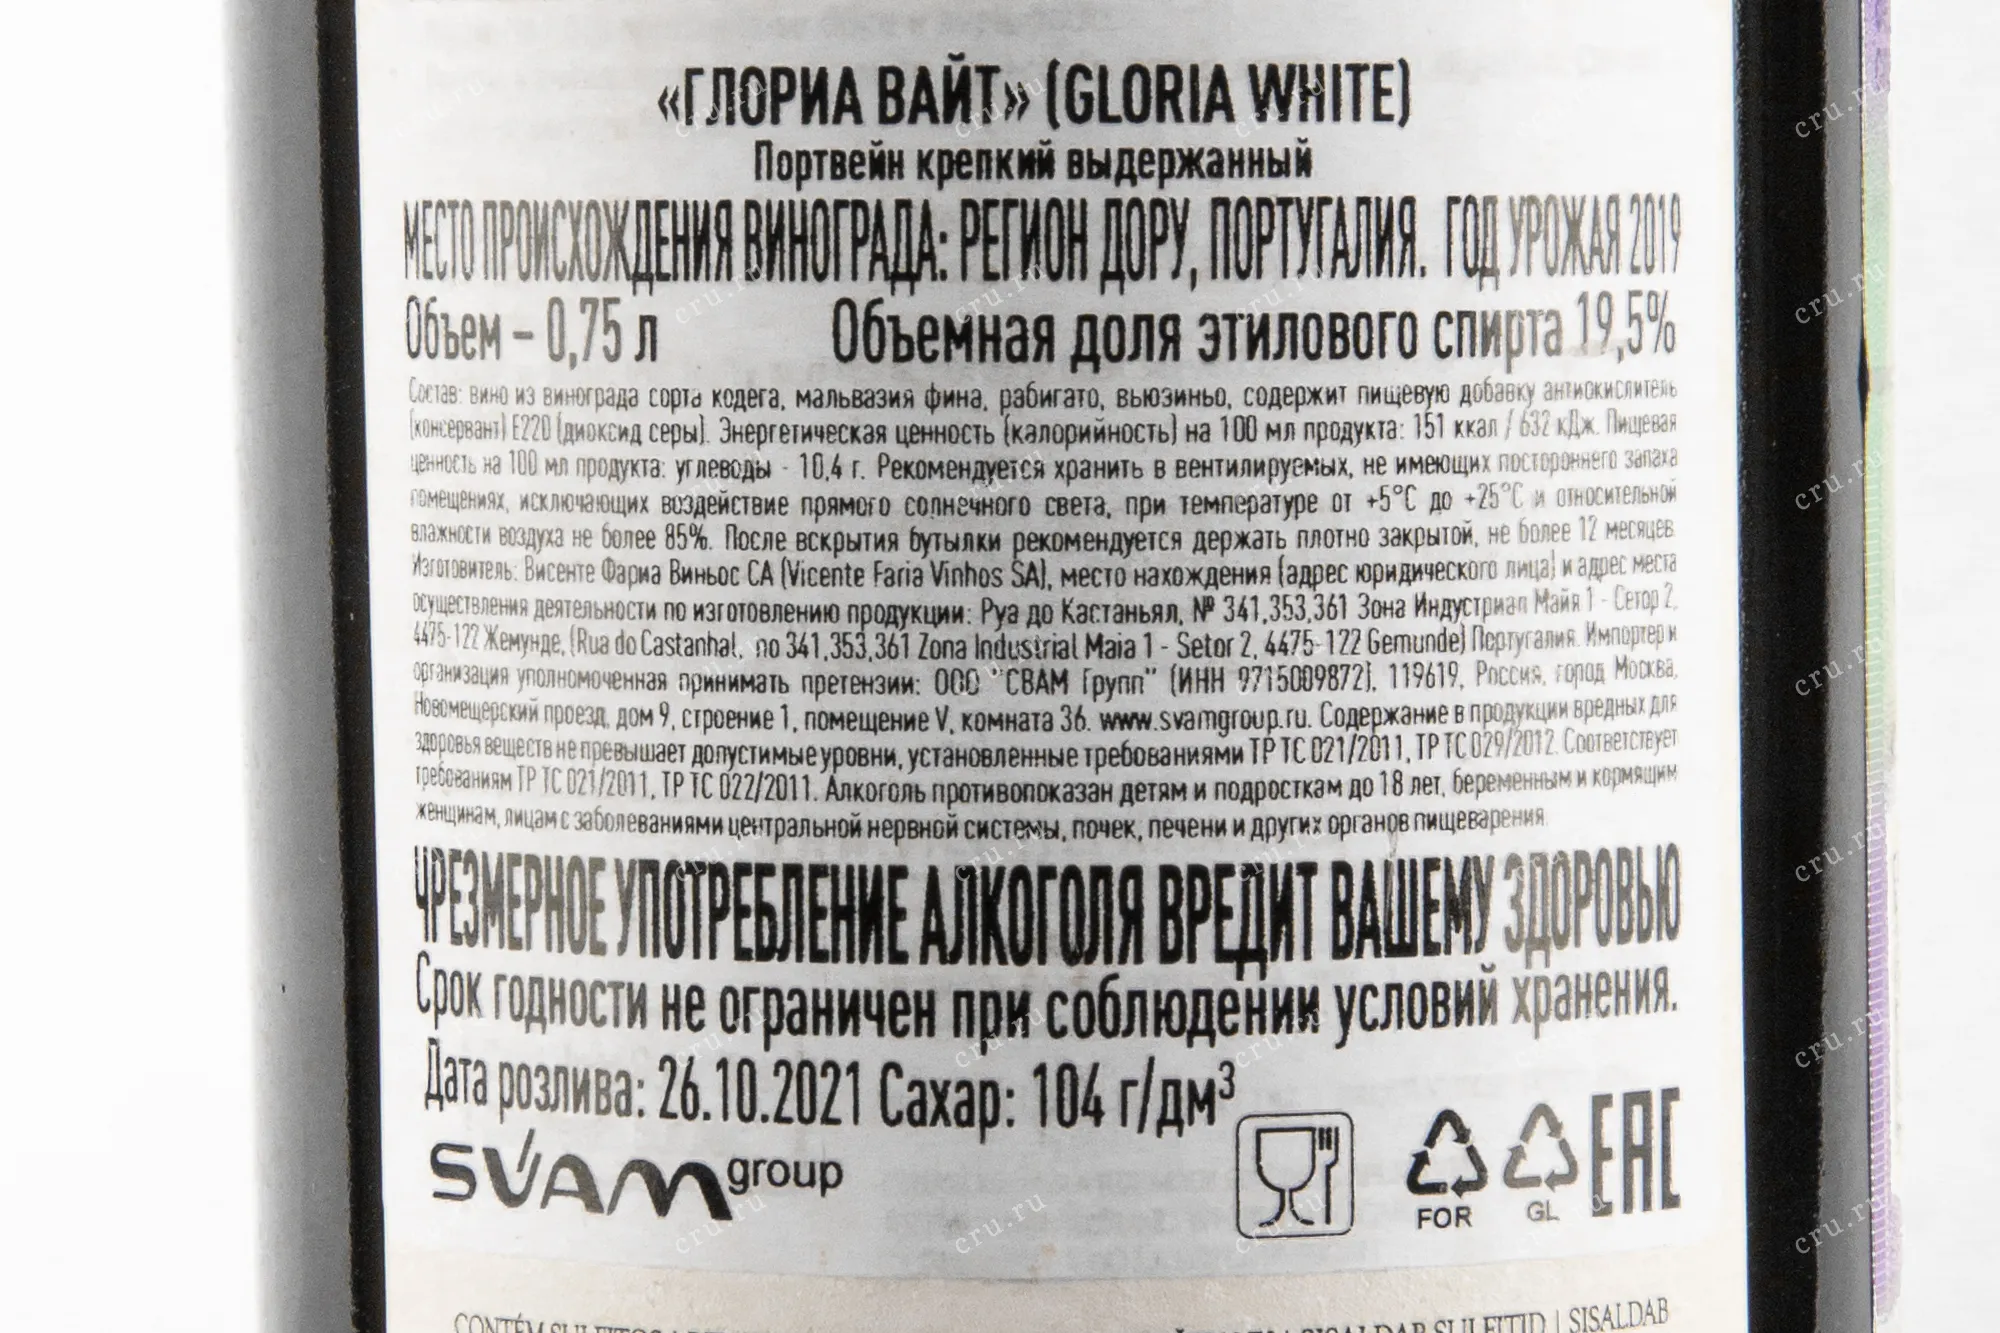 «ГЛОРИА ВАЙТ» (GLORIA WHITE)
Портвейн крепкий выдержанный
МЕСТО ПРОИСХОЖДЕНИЯ ВИНОГРАДА: РЕГИОН ДОРУ, ПОРТУГАЛИЯ. ГОД УРОЖАЯ 2019
Объем – 0,75 л Объемная доля этилового спирта 19,5%
Состав: вино из винограда сорта кодега, мальвазия фина, рабигато, вьюзиньо, содержит пищевую добавку антиокислитель
(консервант) Е220 (диоксид серы). Энергетическая ценность (калорийность) на 100 мл продукта: 151 ккал / 632 кДж. Пищевая
ценность на 100 мл продукта: углеводы - 10,4 г. Рекомендуется хранить в вентилируемых, не имеющих постороннего запаха
помещениях, исключающих воздействие прямого солнечного света, при температуре от +5°С до +25°С и относительной
влажности воздуха не более 85%. После вскрытия бутылки рекомендуется держать плотно закрытой, не более 12 месяцев.
Изготовитель: Висенте Фариа Виньос СА (Vicente Faria Vinhos SA), место нахождения (адрес юридического лица) и адрес места
осуществления деятельности по изготовлению продукции: Руа до Кастаньял, № 341,353,361 Зона Индустриал Майя 1 - Сетор 2,
4475-122 Жемунде, (Rua do Castanhal, no 341,353,361 Zona Industrial Maia 1 - Setor 2, 4475-122 Gemunde) Португалия. Импортер и
организация уполномоченная принимать претензии: ООО "СВАМ Групп" (ИНН 9715009872), 119619, Россия, город Москва,
Новомещерский проезд, дом 9, строение 1, помещение V, комната 36. www.svamgroup.ru. Содержание в продукции вредных для
здоровья веществ не превышает допустимые уровни, установленные требованиями ТР ТС 021/2011, ТР ТС 029/2012. Соответствует
требованиям ТР ТС 021/2011, ТР ТС 022/2011. Алкоголь противопоказан детям и подросткам до 18 лет, беременным и кормящим
женщинам, лицам с заболеваниями центральной нервной системы, почек, печени и других органов пищеварения.
ЧРЕЗМЕРНОЕ УПОТРЕБЛЕНИЕ АЛКОГОЛЯ ВРЕДИТ ВАШЕМУ ЗДОРОВЬЮ
Срок годности не ограничен при соблюдении условий хранения.
Дата розлива: 26.10.2021 Сахар: 104 г/дм³
SVAM group
FOR GL EAC
CONTÉM SULFITOS SISALDAB SULFITID | SISALDAB
cru.ru